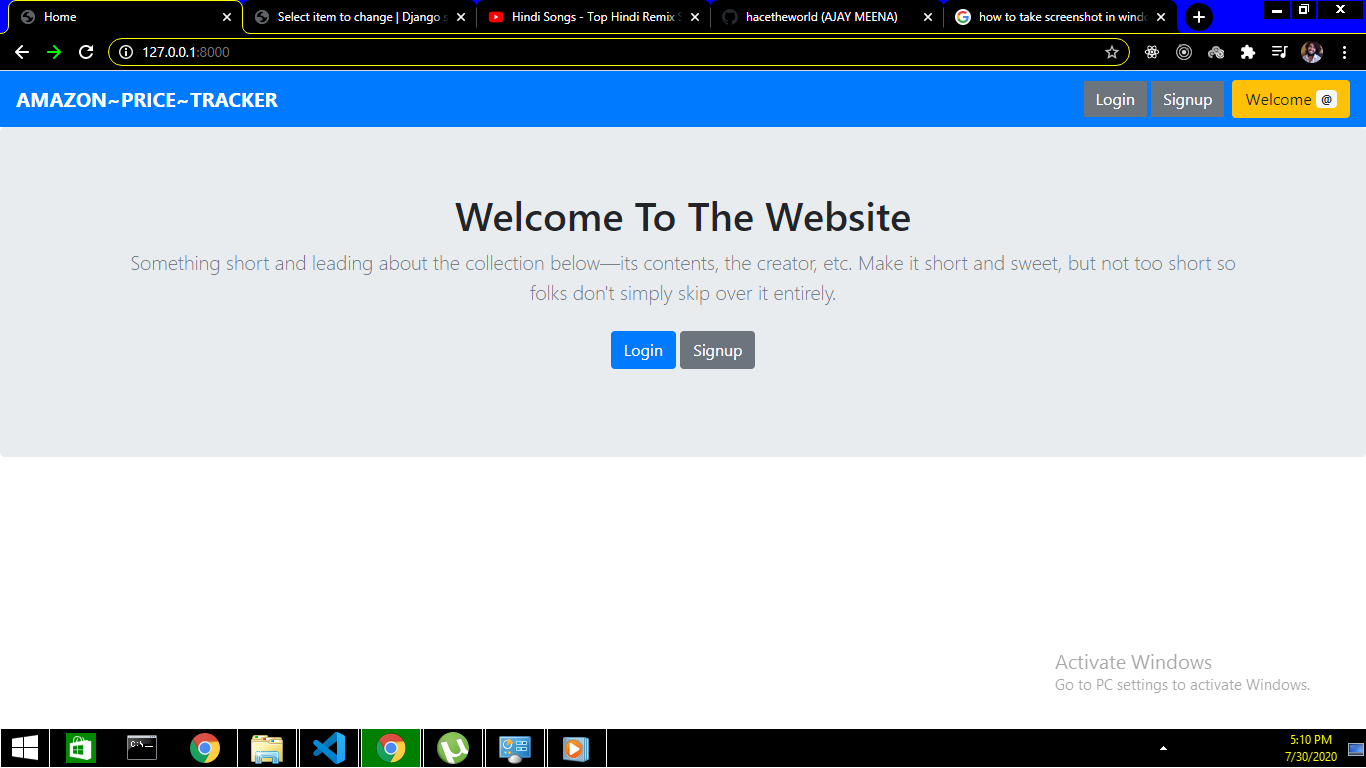 Home
Select item to change | Django s
Hindi Songs - Top Hindi Remix S
hacetheworld (AJAY MEENA)
how to take screenshot in wind
127.0.0.1:8000
AMAZON~PRICE~TRACKER
Login
Signup
Welcome @
Welcome To The Website
Something short and leading about the collection below—its contents, the creator, etc. Make it short and sweet, but not too short so
folks don't simply skip over it entirely.
Login
Signup
Activate Windows
Go to PC settings to activate Windows.
C:\_
5:10 PM
7/30/2020